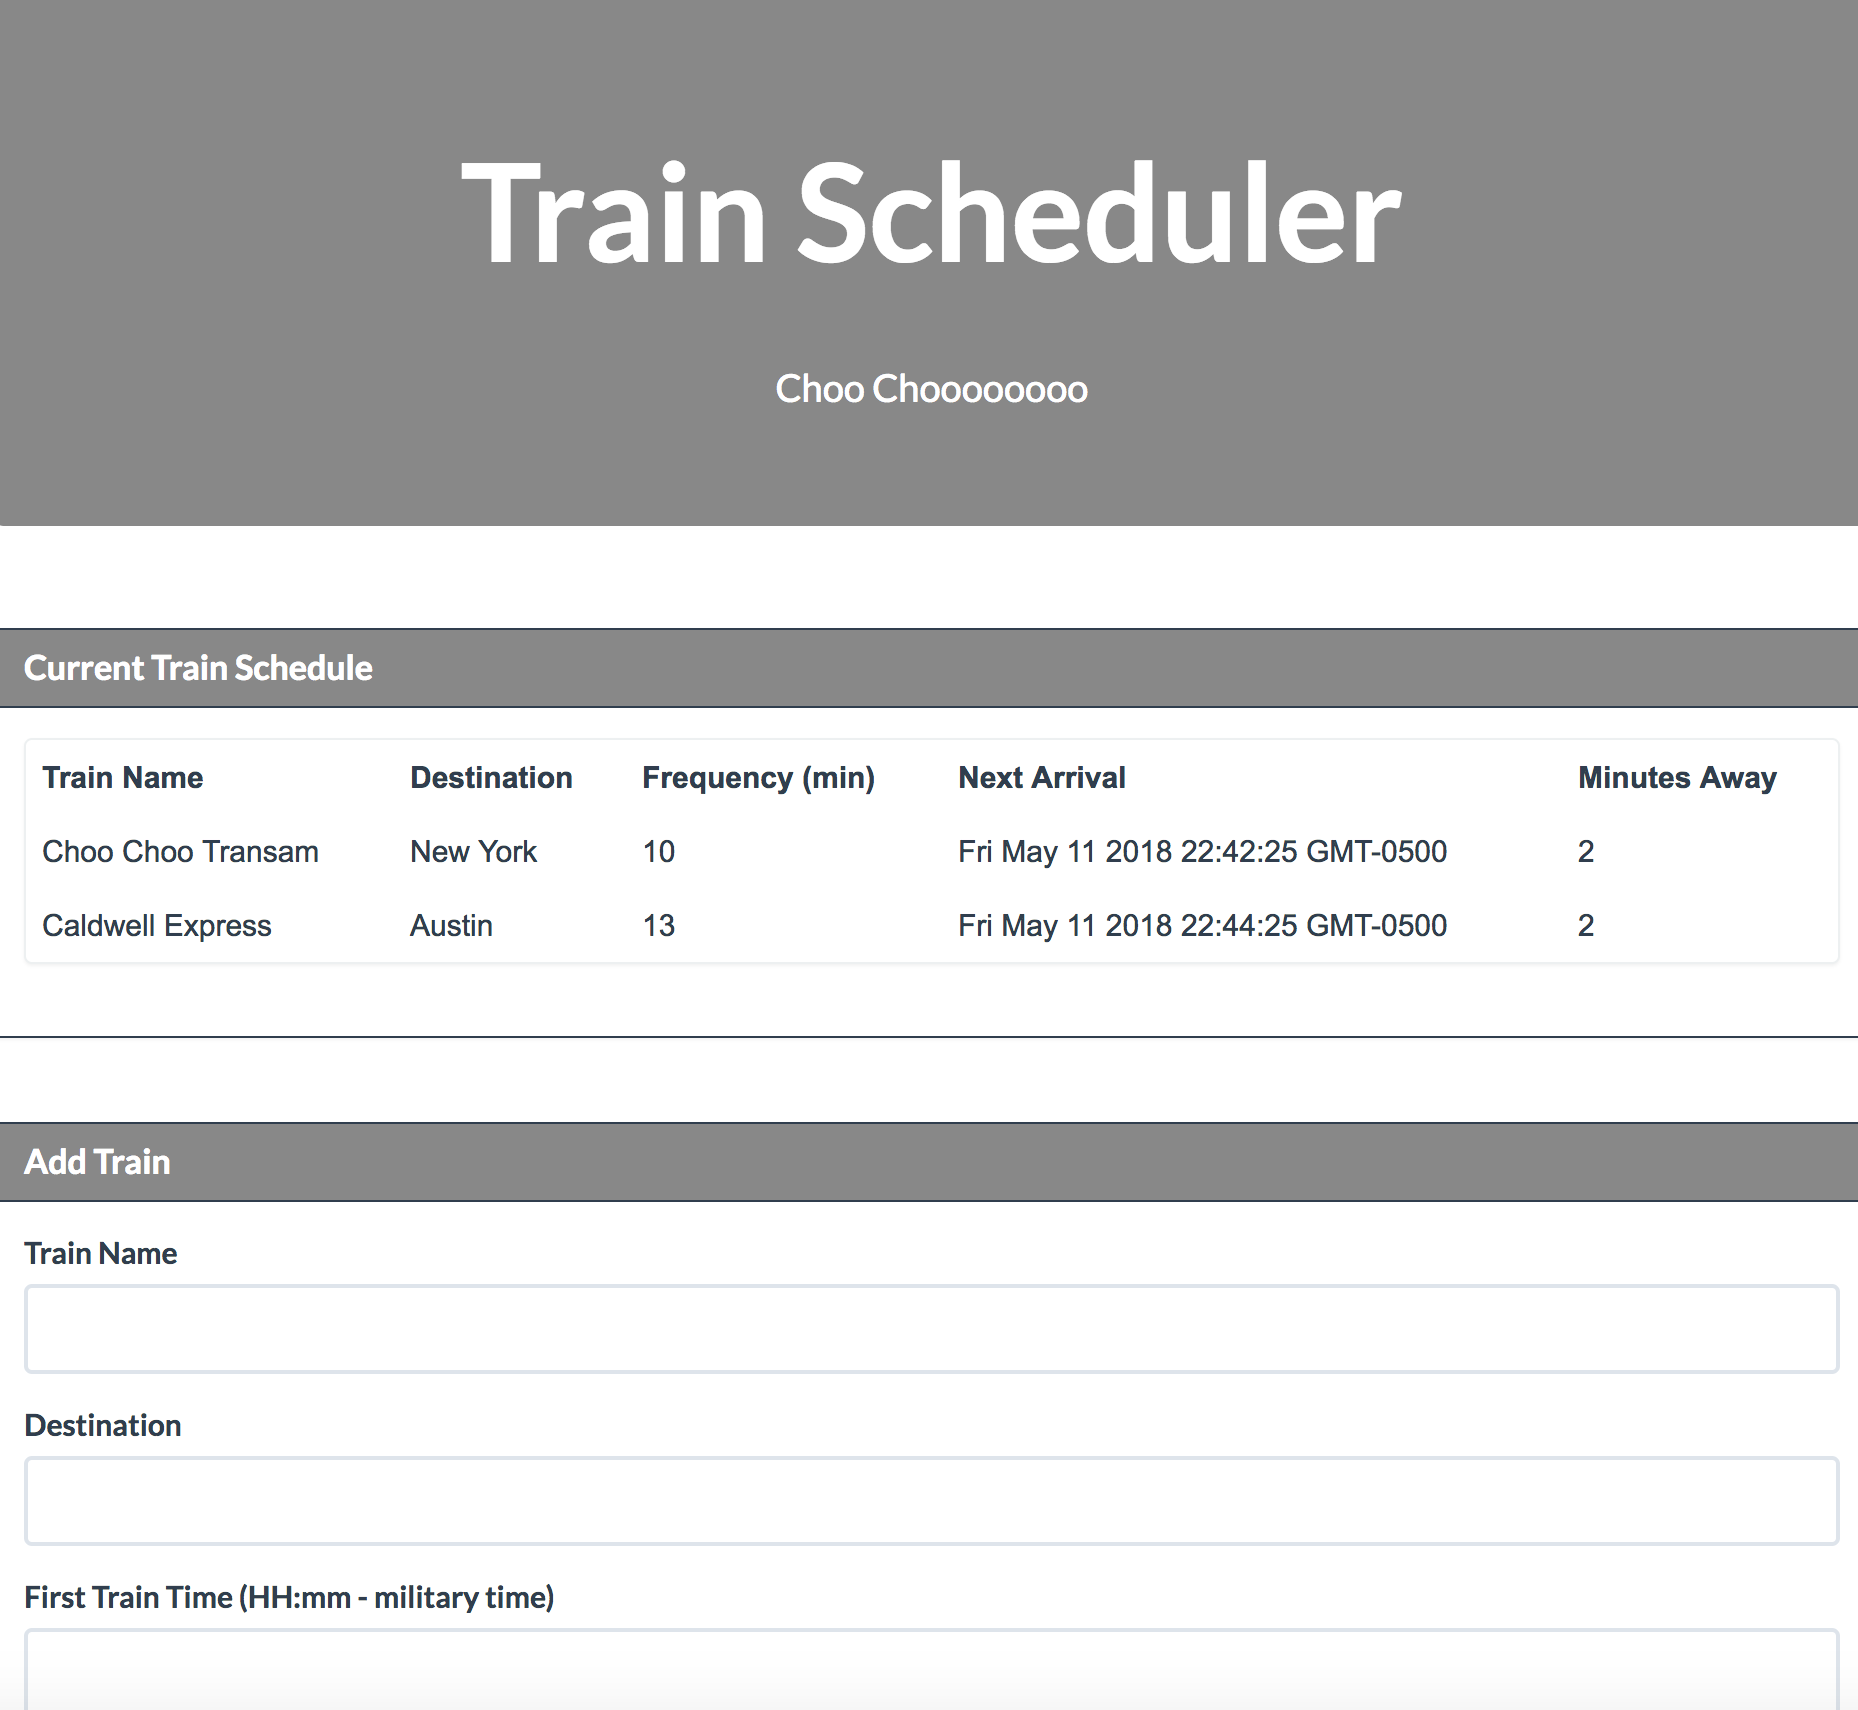 Train Scheduler
Choo Choooooooo
Current Train Schedule
Train Name Destination Frequency (min) Next Arrival Minutes Away
Choo Choo Transam New York 10 Fri May 11 2018 22:42:25 GMT-0500 2
Caldwell Express Austin 13 Fri May 11 2018 22:44:25 GMT-0500 2
Add Train
Train Name
Destination
First Train Time (HH:mm - military time)